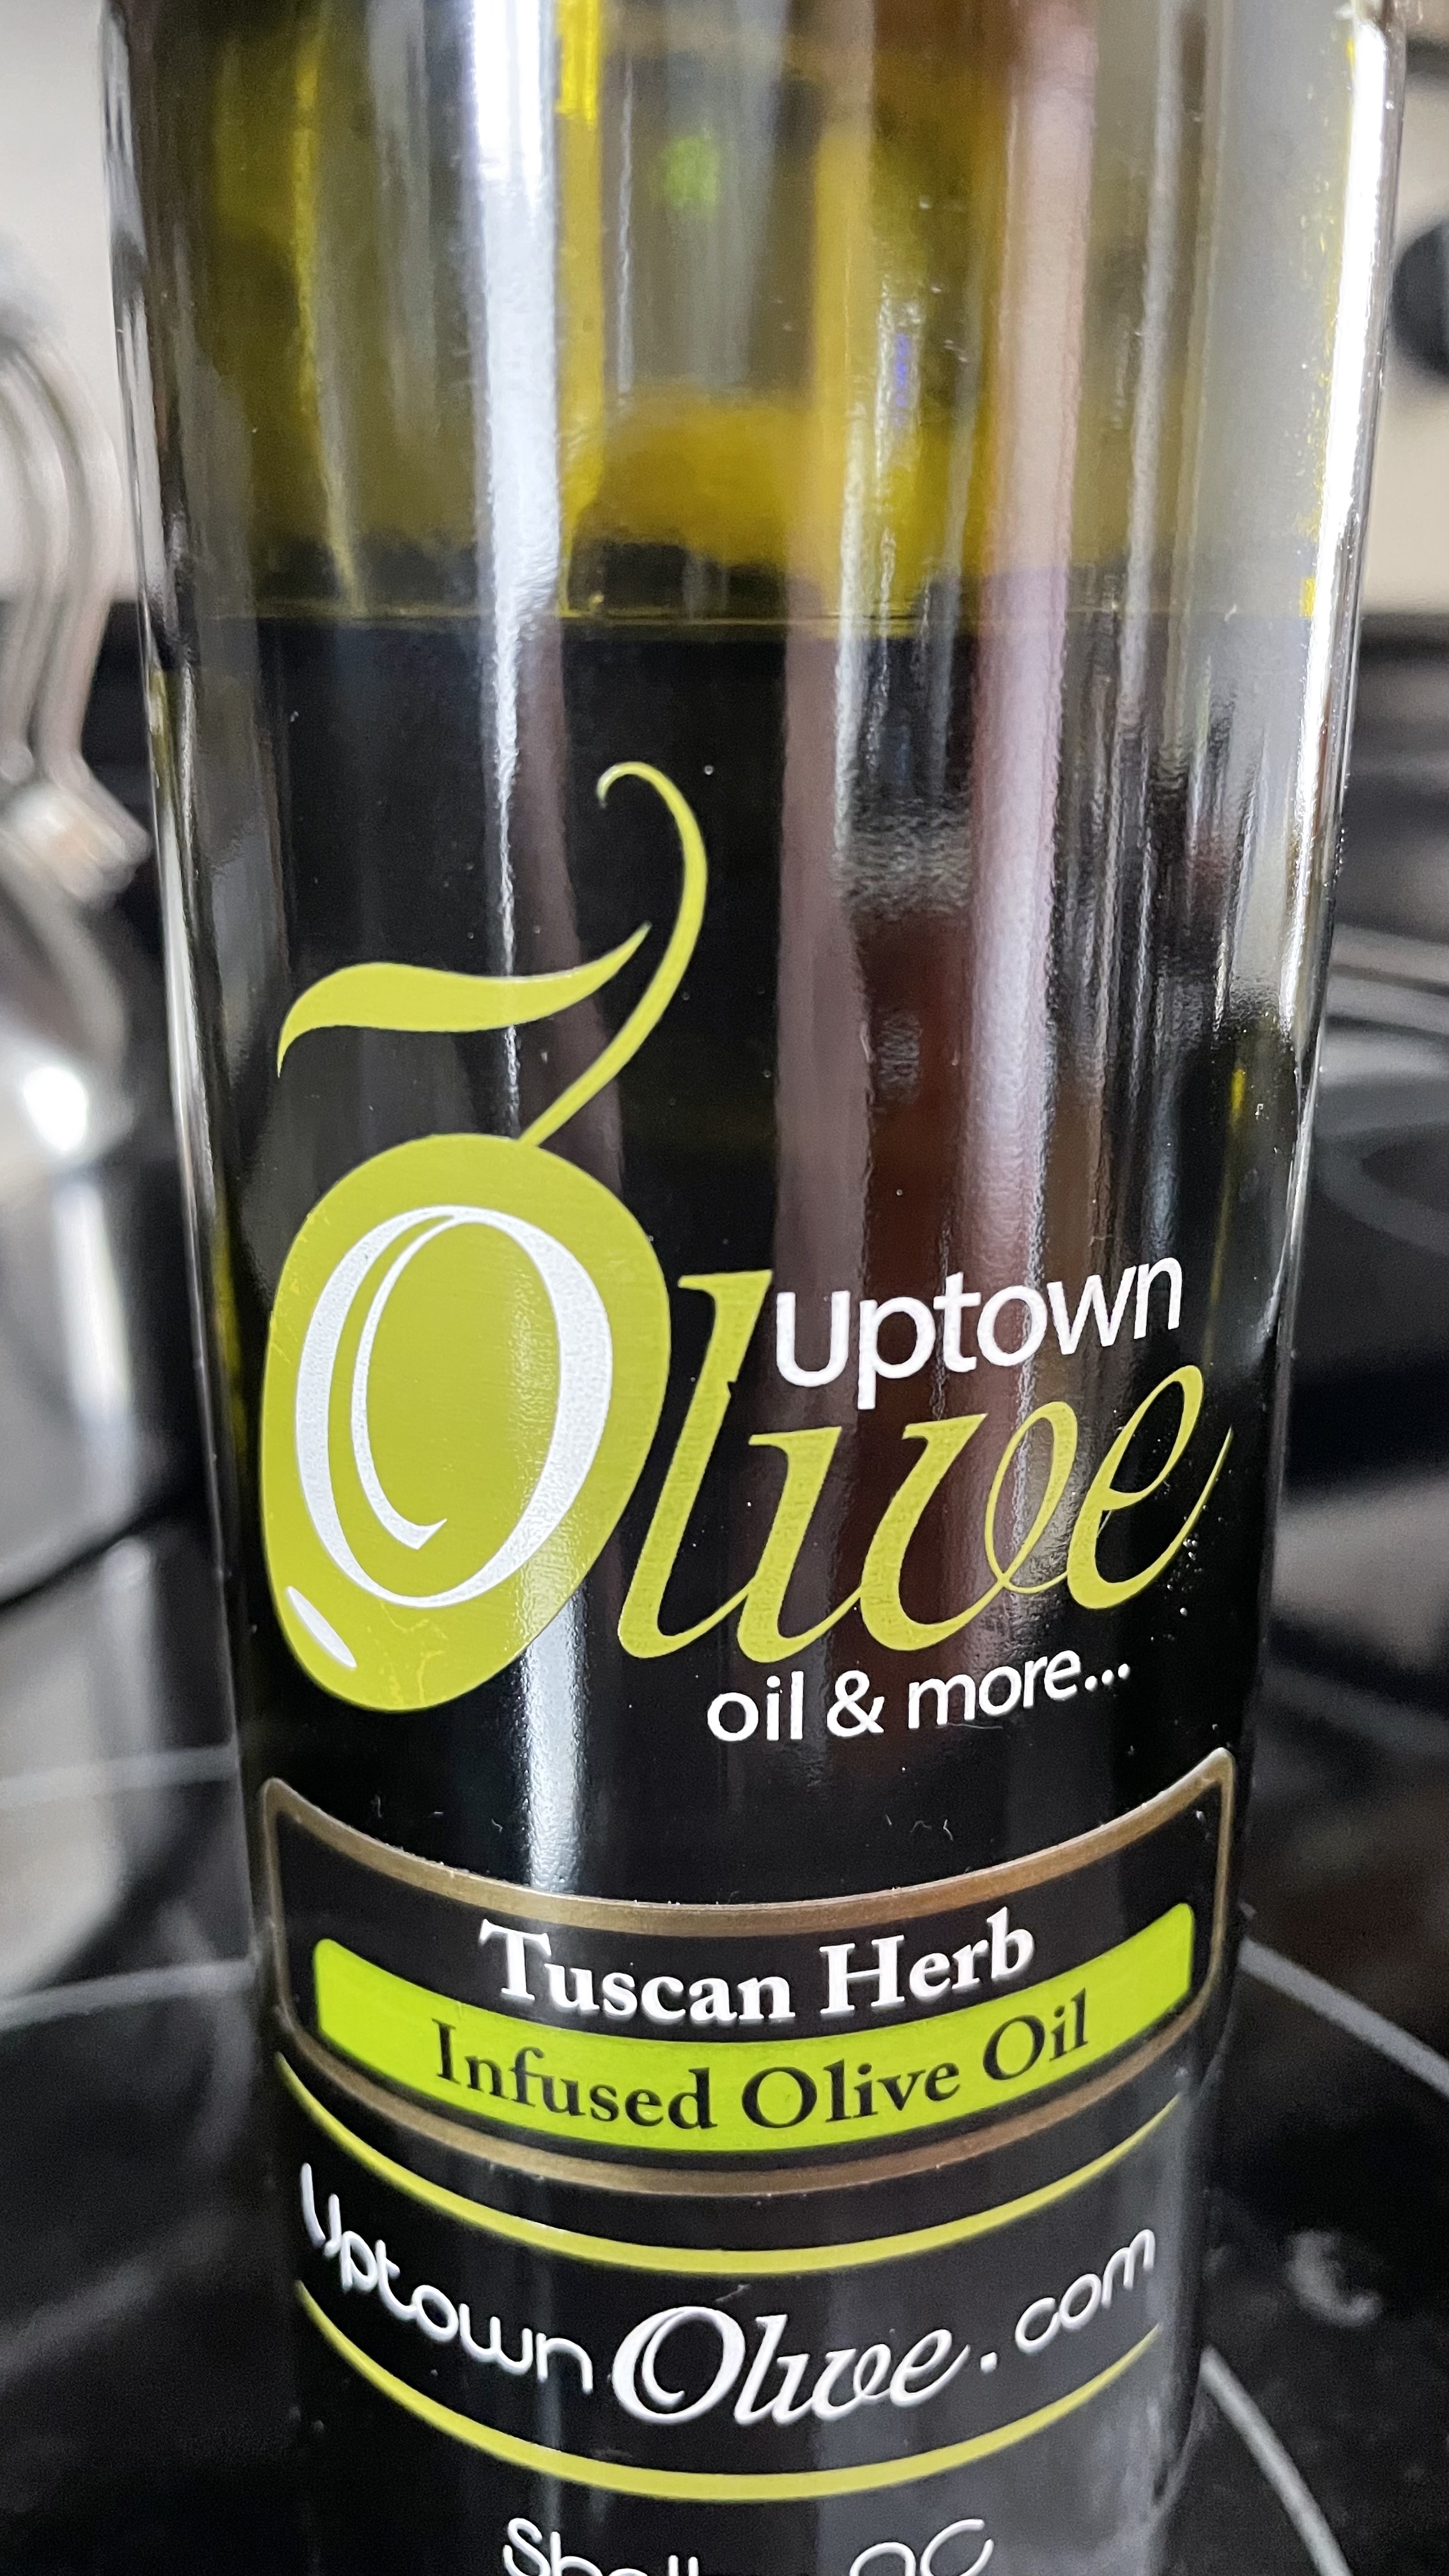 Uptown
Olive
oil & more...
Tuscan Herb
Infused Olive Oil
UptownOlive.com